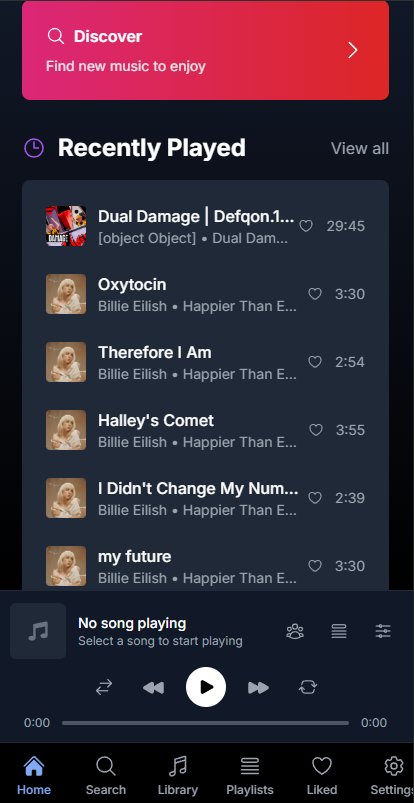 Discover
Find new music to enjoy
Recently Played
View all
Dual Damage | Defqon.1...
29:45
[object Object] • Dual Dam...
Oxytocin
3:30
Billie Eilish • Happier Than E...
Therefore I Am
2:54
Billie Eilish • Happier Than E...
Halley's Comet
3:55
Billie Eilish • Happier Than E...
I Didn't Change My Num...
2:39
Billie Eilish • Happier Than E...
my future
3:30
Billie Eilish • Happier Than E...
No song playing
Select a song to start playing
0:00
0:00
Home
Search
Library
Playlists
Liked
Settings